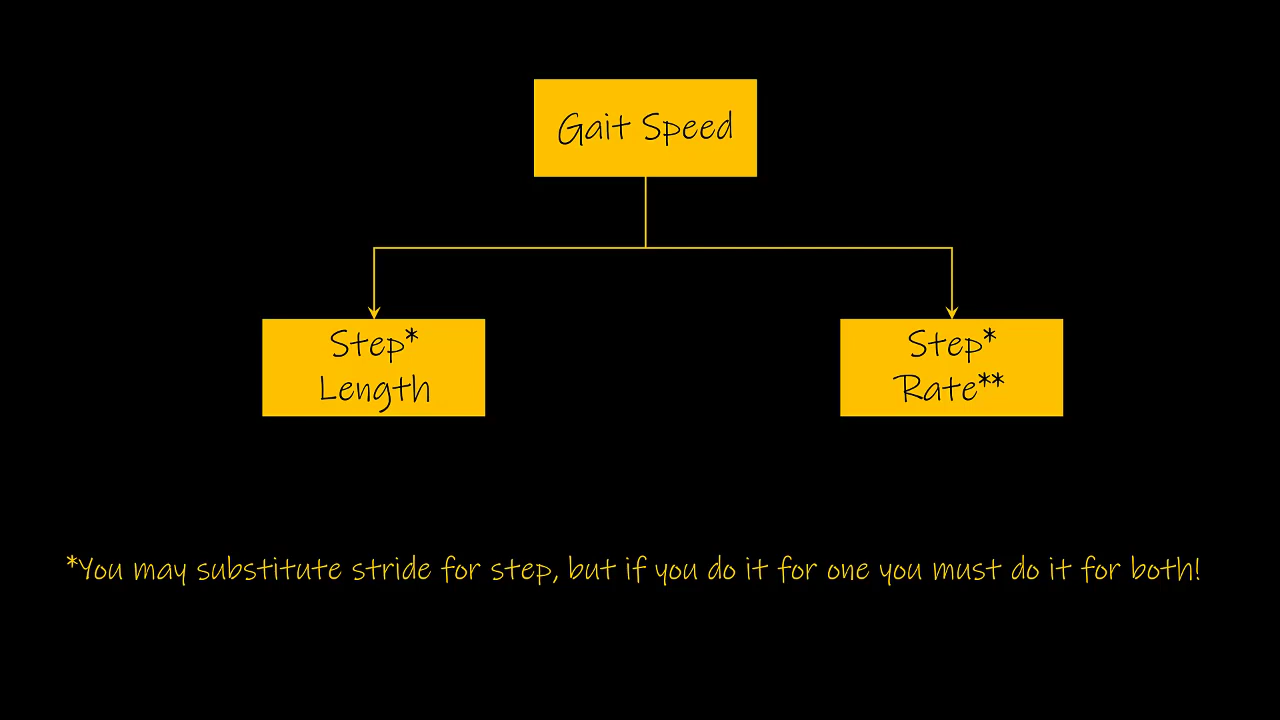 Gait Speed
Step*
Length
Step*
Rate**
*You may substitute stride for step, but if you do it for one you must do it for both!